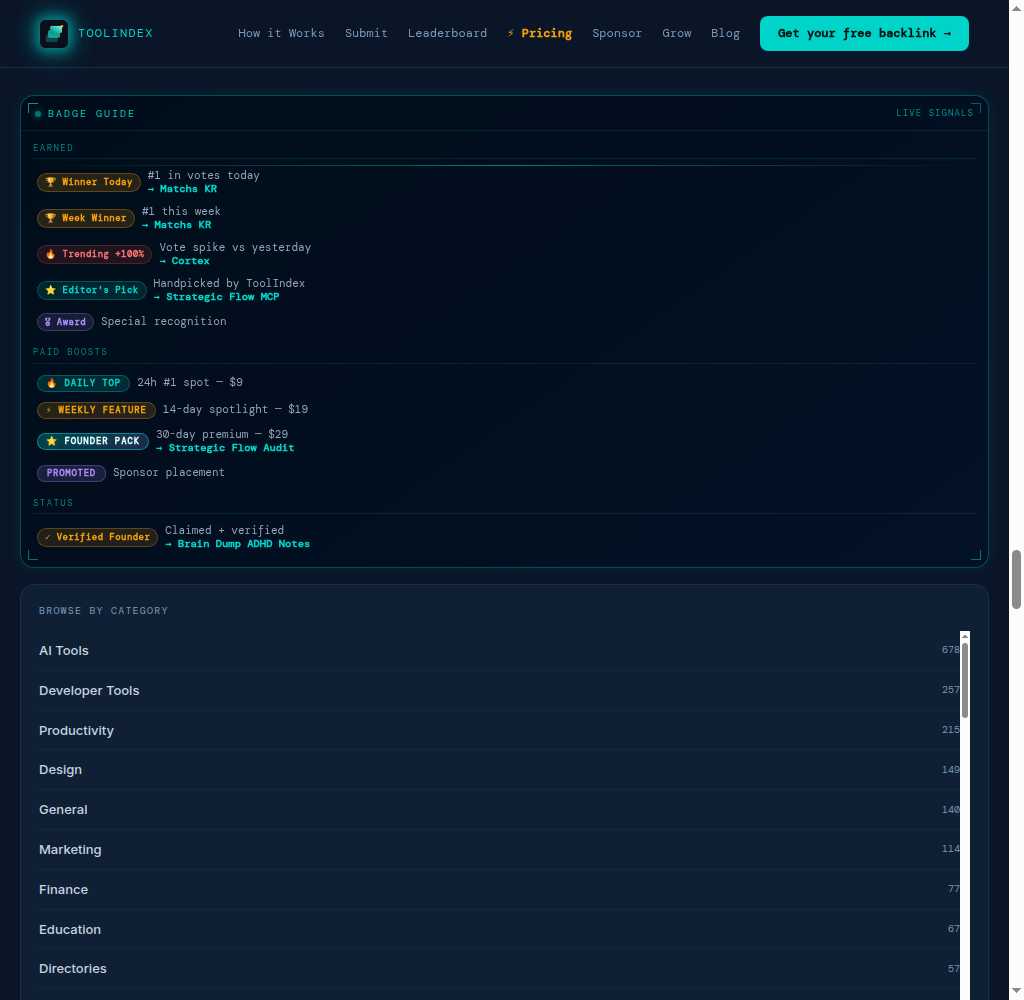 TOOLINDEX
How it Works
Submit
Leaderboard
⚡ Pricing
Sponsor
Grow
Blog
Get your free backlink →
BADGE GUIDE
LIVE SIGNALS
EARNED
🏆 Winner Today
#1 in votes today
→ Matchs KR
🏆 Week Winner
#1 this week
→ Matchs KR
🔥 Trending +100%
Vote spike vs yesterday
→ Cortex
⭐ Editor's Pick
Handpicked by ToolIndex
→ Strategic Flow MCP
🎖 Award
Special recognition
PAID BOOSTS
🔥 DAILY TOP
24h #1 spot — $9
⚡ WEEKLY FEATURE
14-day spotlight — $19
⭐ FOUNDER PACK
30-day premium — $29
→ Strategic Flow Audit
PROMOTED
Sponsor placement
STATUS
✓ Verified Founder
Claimed + verified
→ Brain Dump ADHD Notes
BROWSE BY CATEGORY
AI Tools 678
Developer Tools 257
Productivity 215
Design 149
General 140
Marketing 114
Finance 77
Education 67
Directories 57